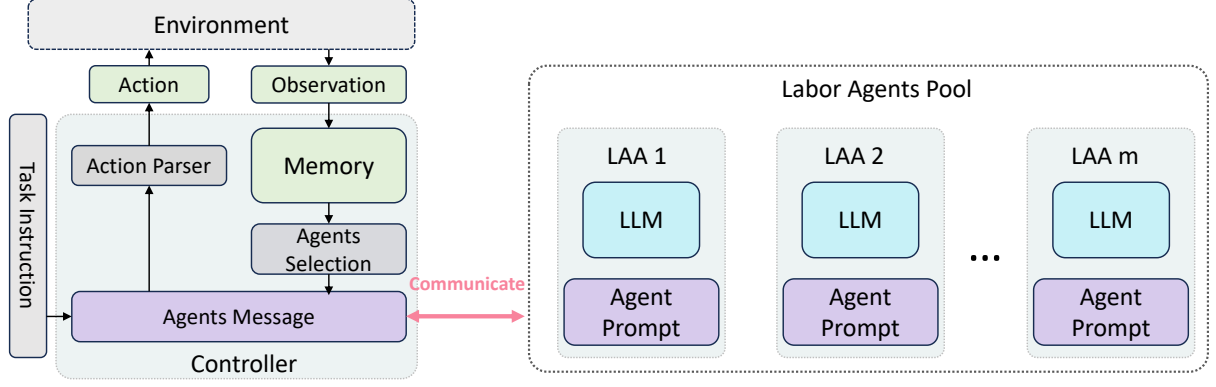 Environment
Action
Observation
Task Instruction
Action Parser
Memory
Agents
Selection
Agents Message
Controller
Communicate
Labor Agents Pool
LAA 1
LLM
Agent
Prompt
LAA 2
LLM
Agent
Prompt
...
LAA m
LLM
Agent
Prompt